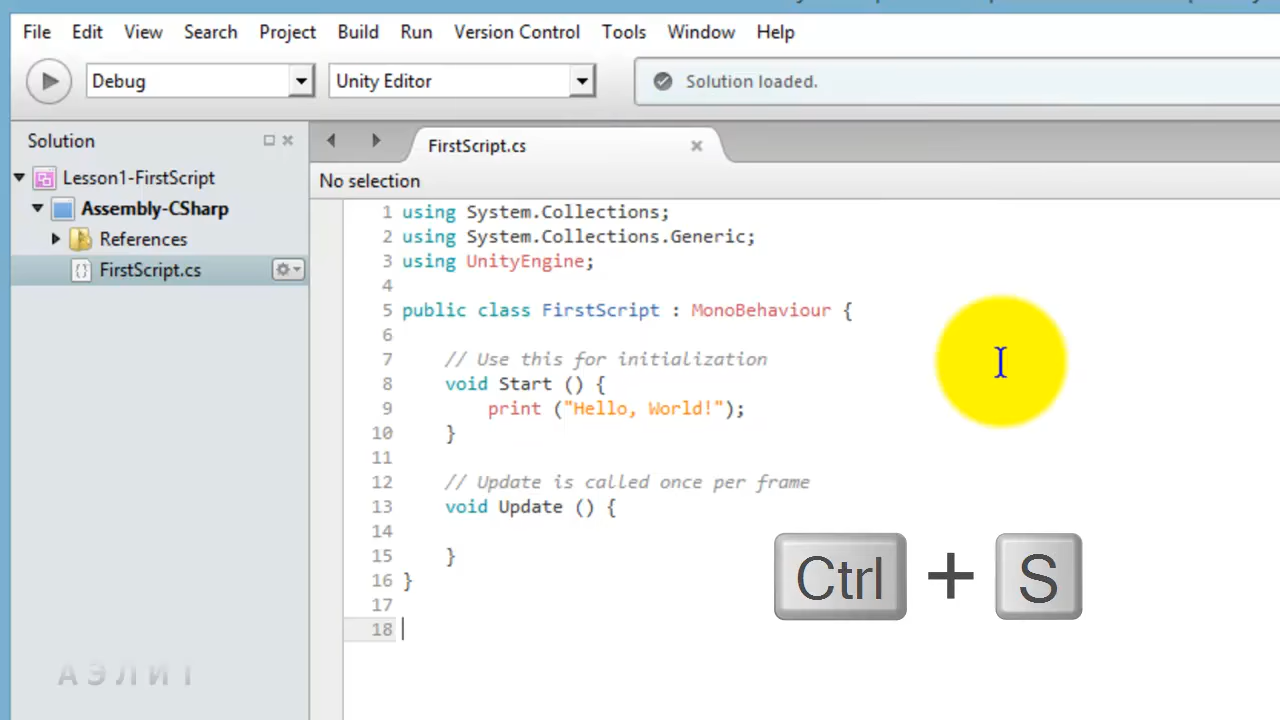 File Edit View Search Project Build Run Version Control Tools Window Help
Debug Unity Editor Solution loaded.
Solution
FirstScript.cs
Lesson1-FirstScript
No selection
Assembly-CSharp
References
FirstScript.cs
1 using System.Collections;
2 using System.Collections.Generic;
3 using UnityEngine;
4
5 public class FirstScript : MonoBehaviour {
6
7 // Use this for initialization
8 void Start () {
9 print ("Hello, World!");
10 }
11
12 // Update is called once per frame
13 void Update () {
14
15 }
16 }
17
18
Ctrl + S
АЭЛИТ